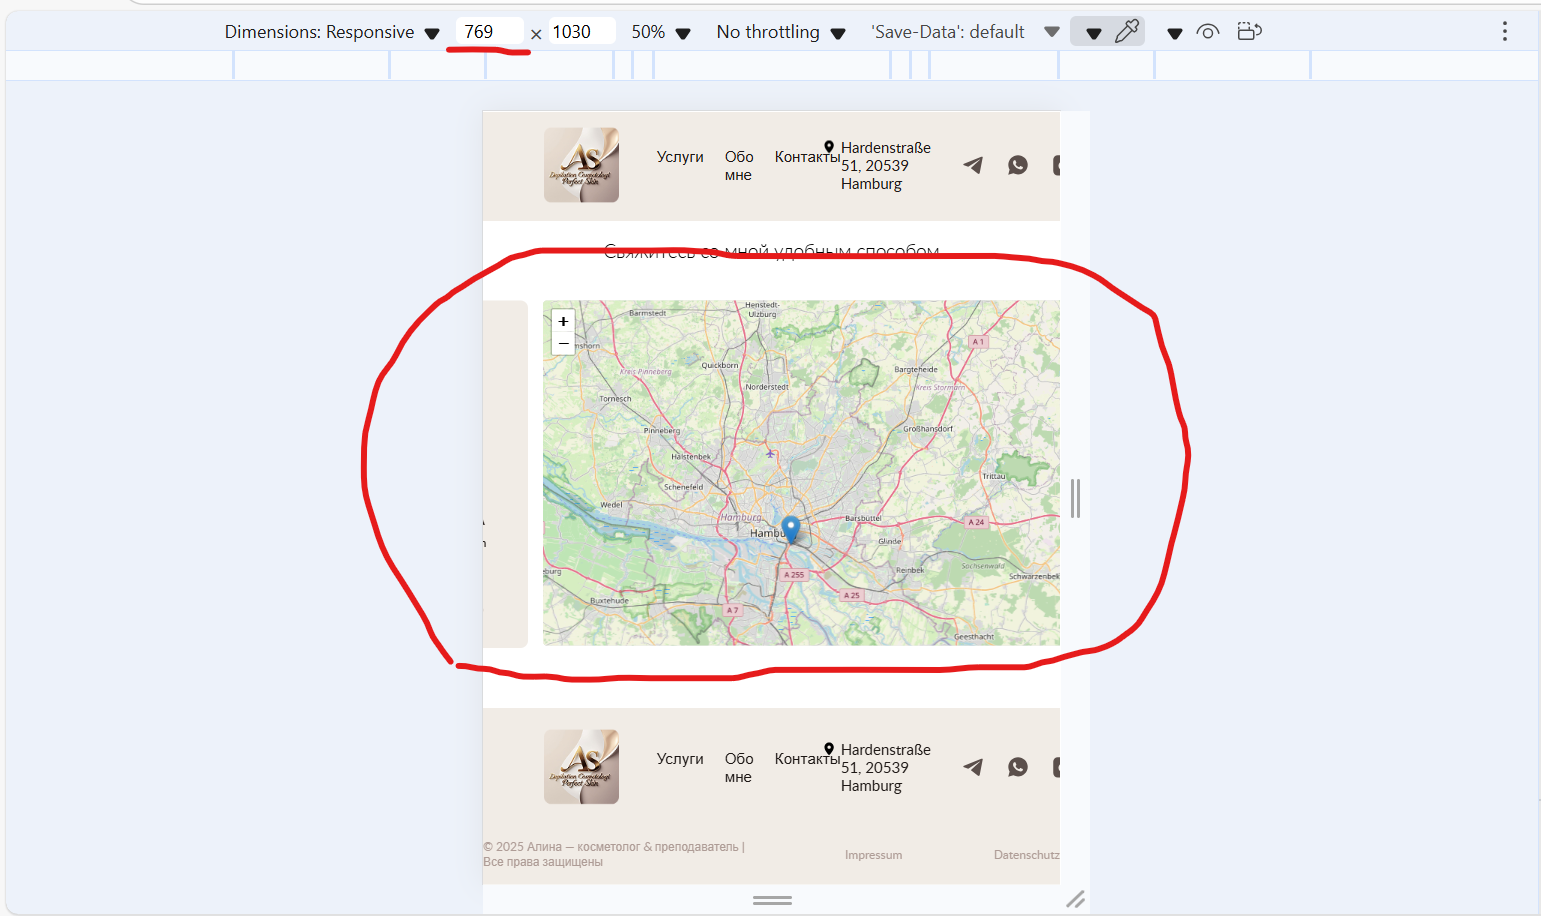 Dimensions: Responsive 769 × 1030 50% No throttling 'Save-Data': default
As
Depilation Cosmetologist
Perfect Skin
Услуги
Обо
мне
Контакты
Hardenstraße
51, 20539
Hamburg
Свяжитесь со мной удобным способом
+
−
Barmstedt
Henstedt-
Ulzburg
A 1
Kreis Pinneberg
Quickborn
Bargteheide
Norderstedt
Kreis Stormarn
Tornesch
Pinneberg
Großhansdorf
Halstenbek
Trittau
Schenefeld
Wedel
Hamburg
Barsbüttel
A 24
Glinde
Reinbek
Sachsenwald
A 255
Schwarzenbek
A 25
Buxtehude
A 7
Geesthacht
As
Depilation Cosmetologist
Perfect Skin
Услуги
Обо
мне
Контакты
Hardenstraße
51, 20539
Hamburg
© 2025 Алина — косметолог & преподаватель |
Все права защищены
Impressum
Datenschutz